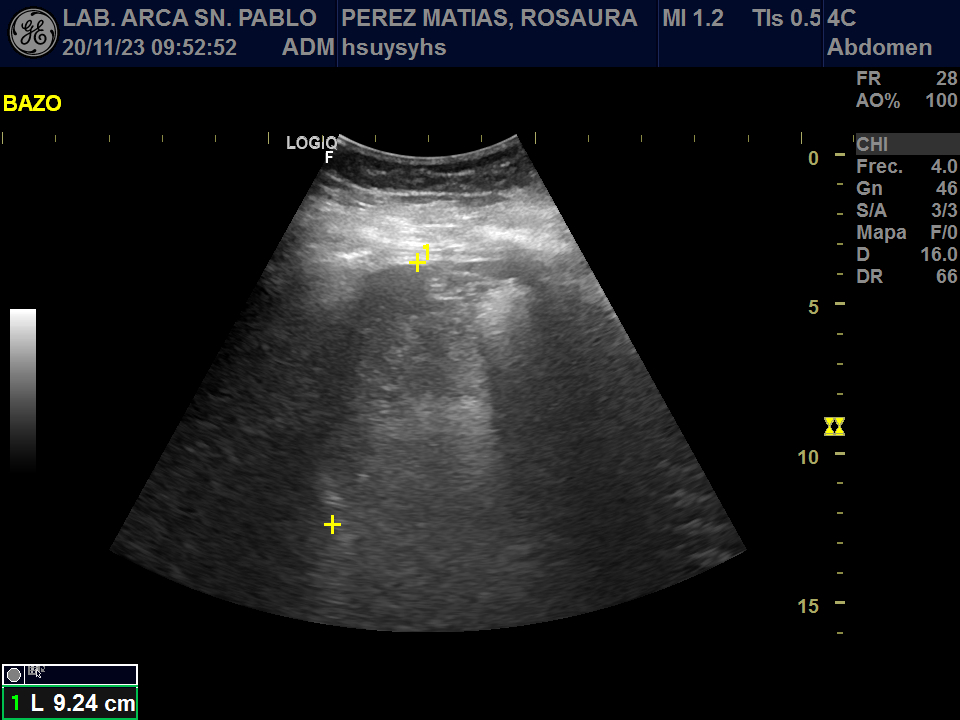 LAB. ARCA SN. PABLO
PEREZ MATIAS, ROSAURA
MI 1.2
TIs 0.5
4C
20/11/23 09:52:52
ADM
hsuysyhs
Abdomen
BAZO
LOGIQ
F
1
FR 28
AO% 100
CHI
Frec. 4.0
Gn 46
S/A 3/3
Mapa F/0
D 16.0
DR 66
0
5
10
15
1 L 9.24 cm